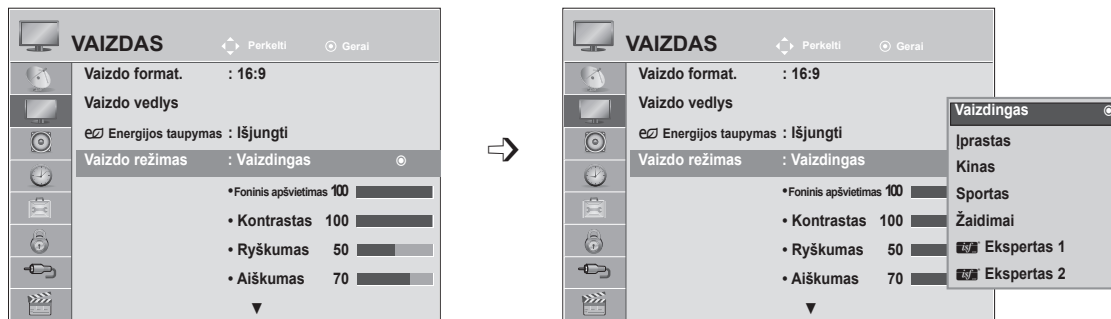 VAIZDAS Perkelti Gerai
Vaizdo format. : 16:9
Vaizdo vedlys
Energijos taupymas : Išjungti
Vaizdo režimas : Vaizdingas
•Foninis apšvietimas 100
• Kontrastas 100
• Ryškumas 50
• Aiškumas 70
▼
VAIZDAS Perkelti Gerai
Vaizdo format. : 16:9
Vaizdo vedlys
Energijos taupymas : Išjungti
Vaizdo režimas : Vaizdingas
•Foninis apšvietimas 100
• Kontrastas 100
• Ryškumas 50
• Aiškumas 70
▼
Vaizdingas
Įprastas
Kinas
Sportas
Žaidimai
isf Ekspertas 1
isf Ekspertas 2